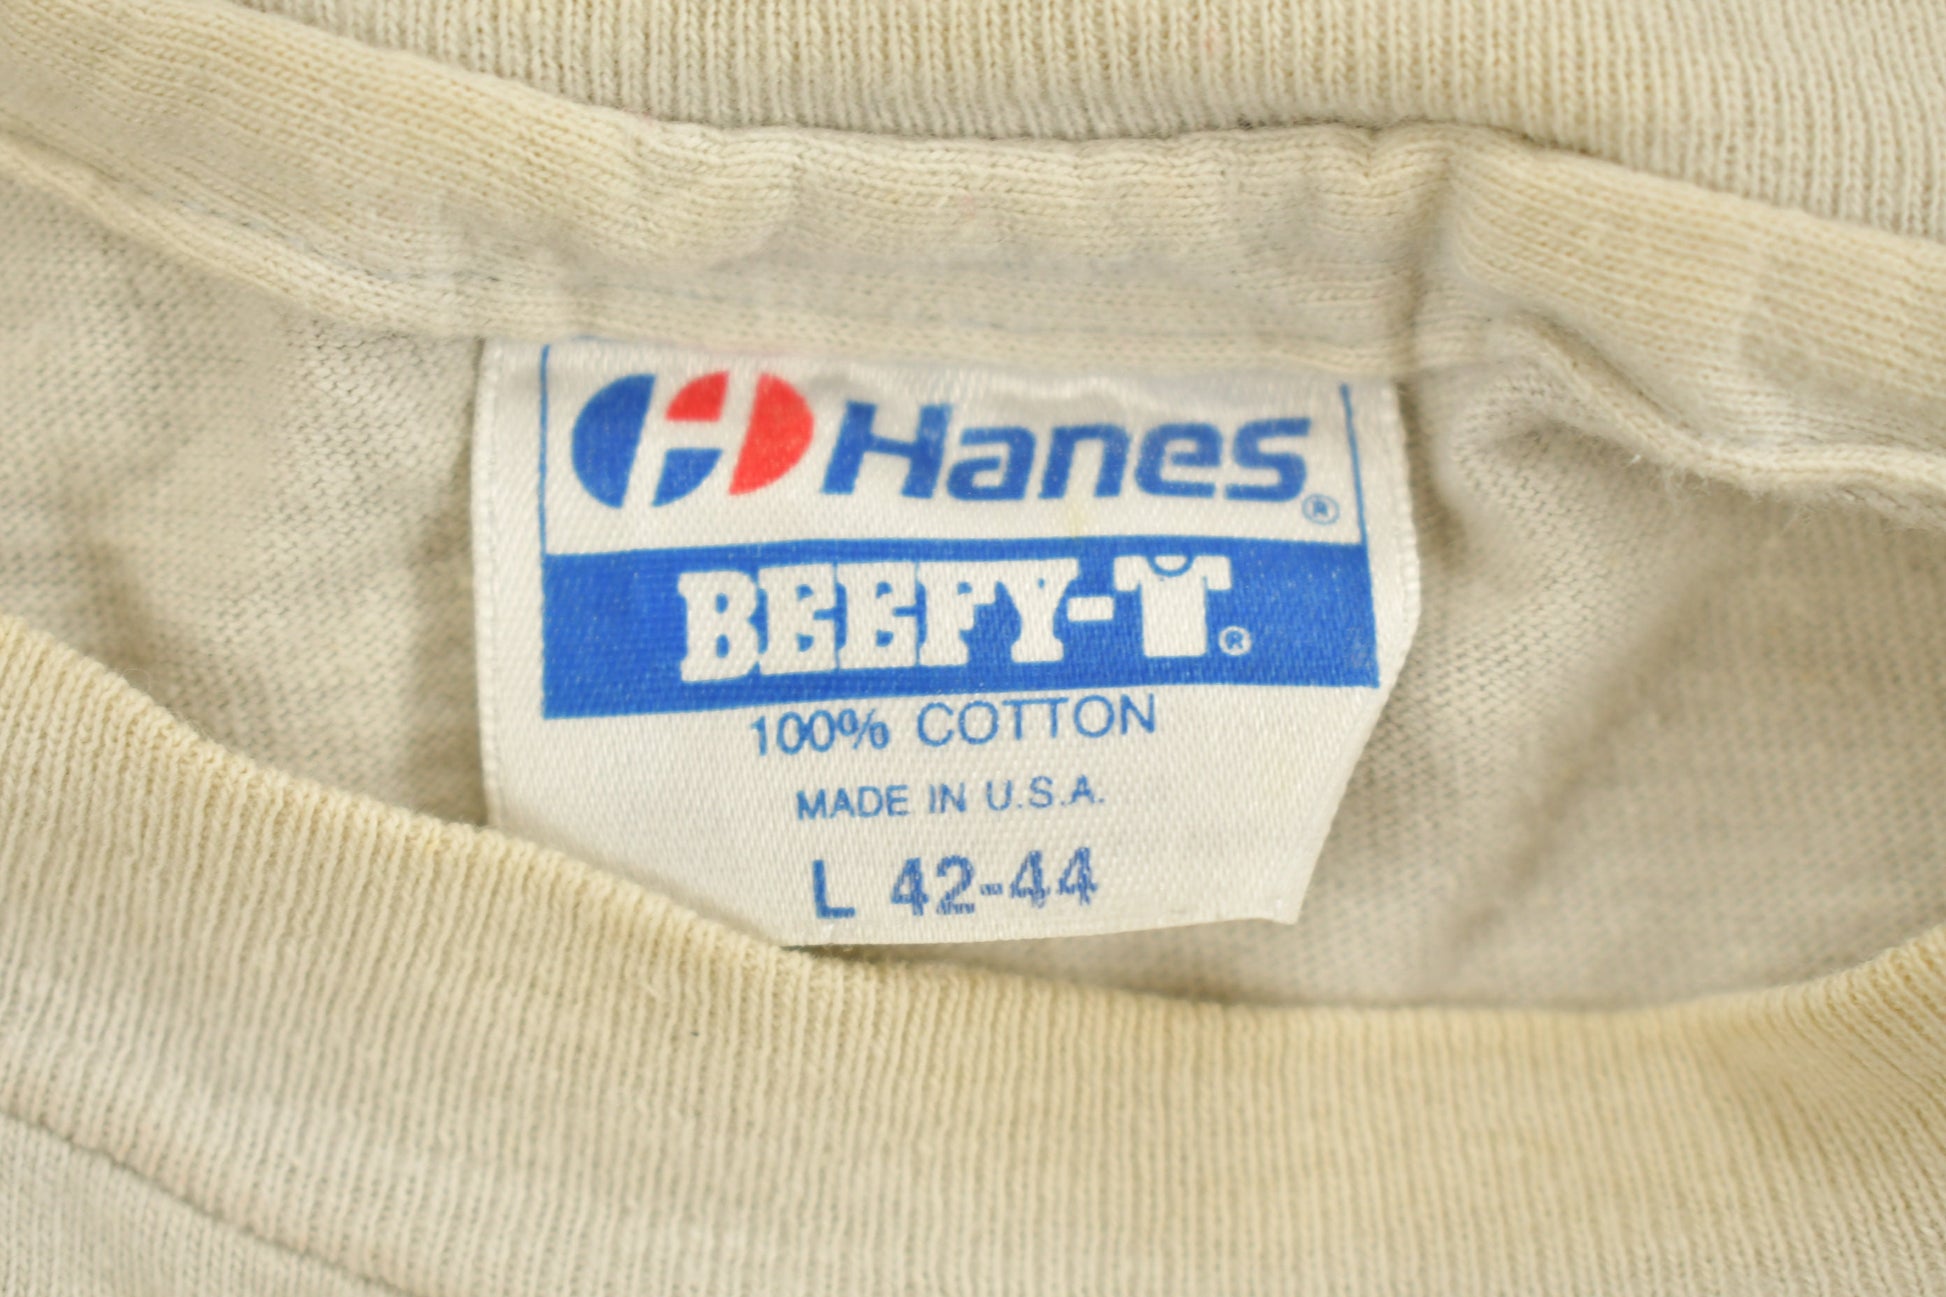 Hanes®
BEEFY-T®
100% COTTON
MADE IN U.S.A.
L 42-44